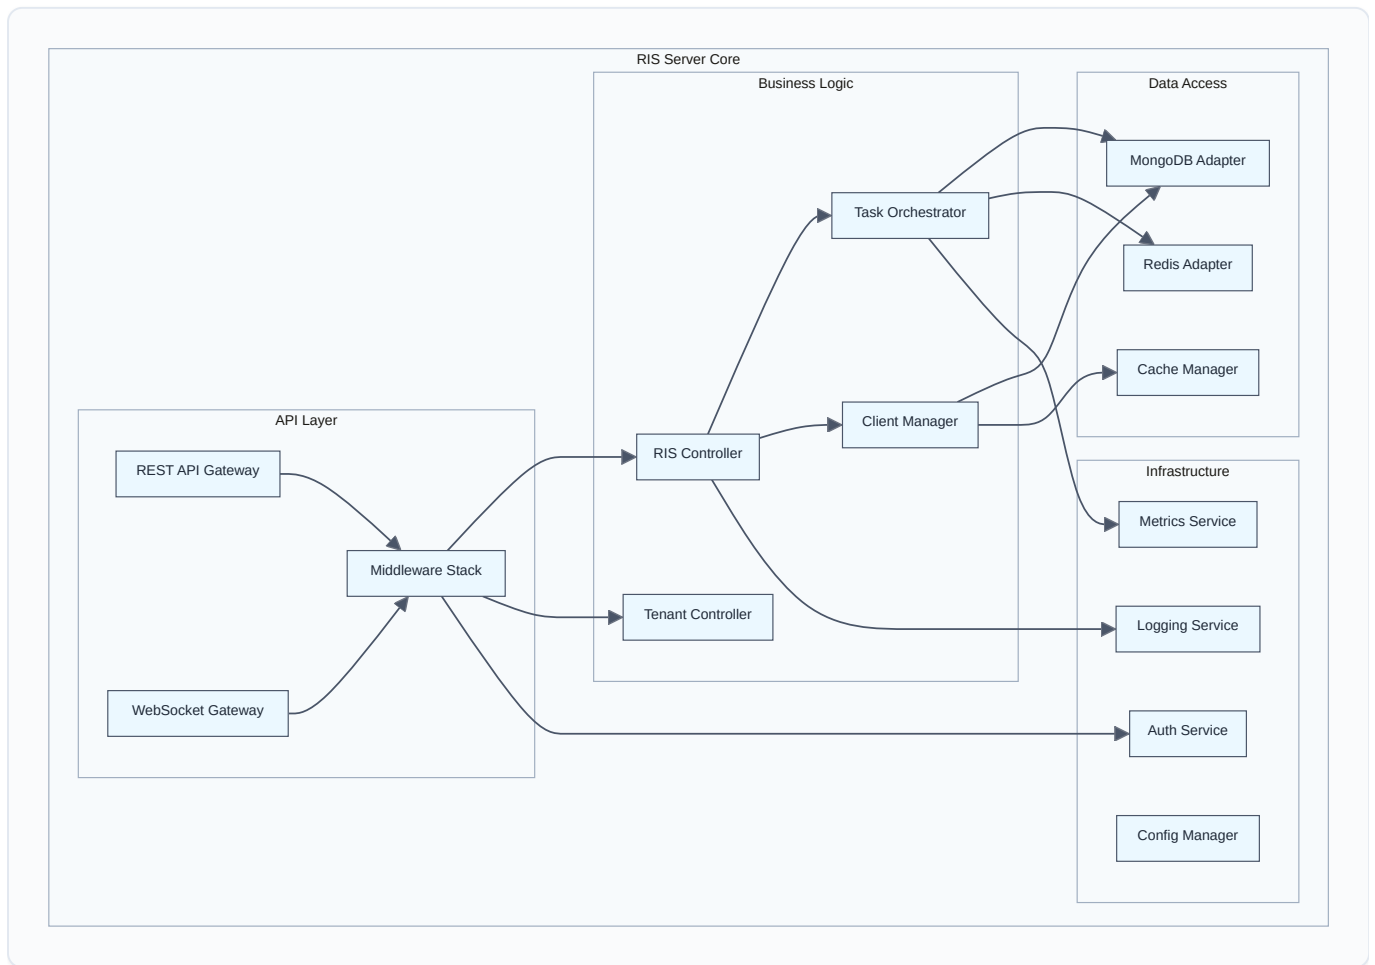 RIS Server Core
Business Logic
Data Access
MongoDB Adapter
Task Orchestrator
Redis Adapter
Cache Manager
API Layer
Client Manager
RIS Controller
REST API Gateway
Infrastructure
Metrics Service
Middleware Stack
Tenant Controller
Logging Service
WebSocket Gateway
Auth Service
Config Manager